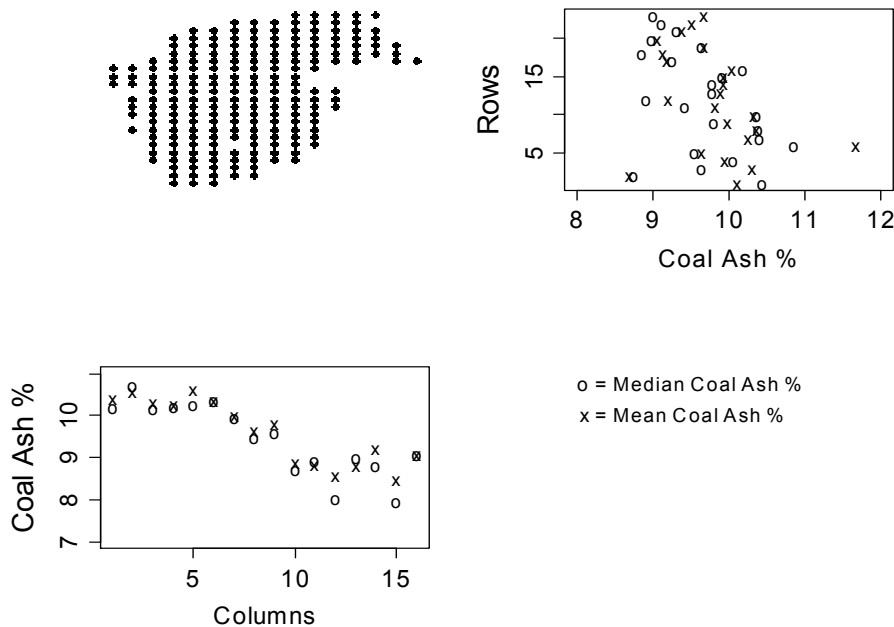 Rows
15
5
8 9 10 11 12
Coal Ash %
Coal Ash %
10
9
8
7
5 10 15
Columns
o = Median Coal Ash %
x = Mean Coal Ash %